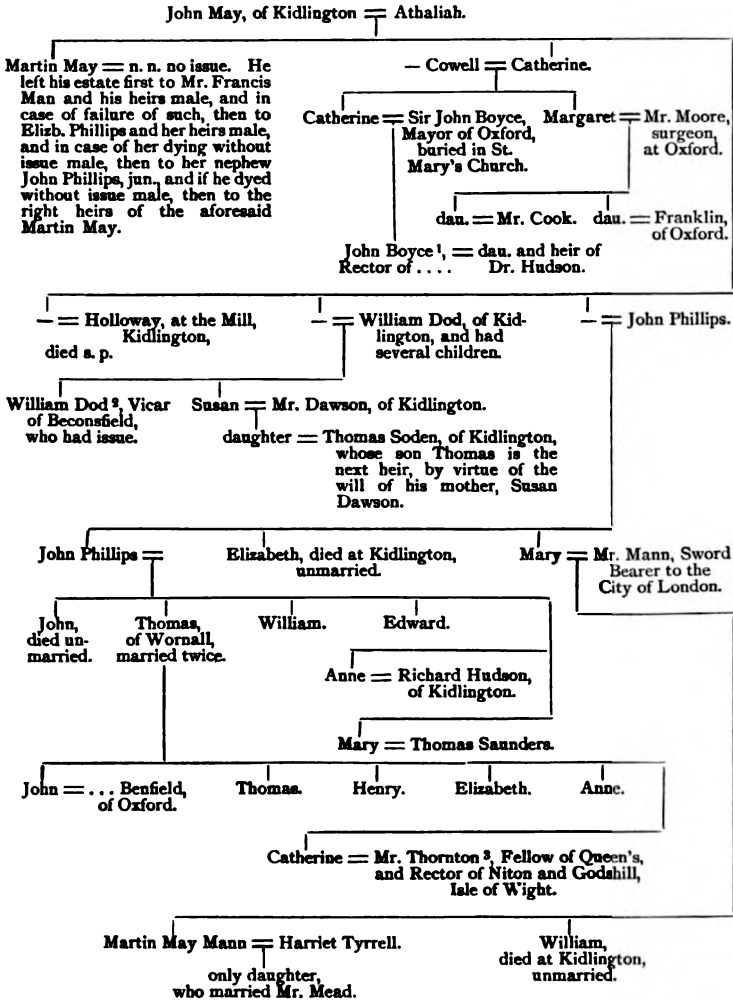 John May, of Kidlington = Athaliah.
Martin May = n. n. no issue. He
left his estate first to Mr. Francis
Man and his heirs male, and in
case of failure of such, then to
Elizb. Phillips and her heirs male,
and in case of her dying without
issue male, then to her nephew
John Phillips, jun., and if he dyed
without issue male, then to the
right heirs of the aforesaid
Martin May.
— Cowell = Catherine.
Catherine = Sir John Boyce,
Mayor of Oxford,
buried in St.
Mary's Church.
Margaret = Mr. Moore,
surgeon,
at Oxford.
dau. = Mr. Cook. dau. = Franklin,
of Oxford.
John Boyce ¹, = dau. and heir of
Rector of .... Dr. Hudson.
— = Holloway, at the Mill,
Kidlington,
died s. p.
— = William Dod, of Kid-
lington, and had
several children.
— = John Phillips.
William Dod ², Vicar
of Beconsfield,
who had issue.
Susan = Mr. Dawson, of Kidlington.
daughter = Thomas Soden, of Kidlington,
whose son Thomas is the
next heir, by virtue of the
will of his mother, Susan
Dawson.
John Phillips =
Elizabeth, died at Kidlington,
unmarried.
Mary = Mr. Mann, Sword
Bearer to the
City of London.
John,
died un-
married.
Thomas,
of Wornall,
married twice.
William.
Edward.
Anne = Richard Hudson,
of Kidlington.
Mary = Thomas Saunders.
John = ... Benfield,
of Oxford.
Thomas.
Henry.
Elizabeth.
Anne.
Catherine = Mr. Thornton ³, Fellow of Queen's,
and Rector of Niton and Godshill,
Isle of Wight.
Martin May Mann = Harriet Tyrrell.
only daughter,
who married Mr. Mead.
William,
died at Kidlington,
unmarried.